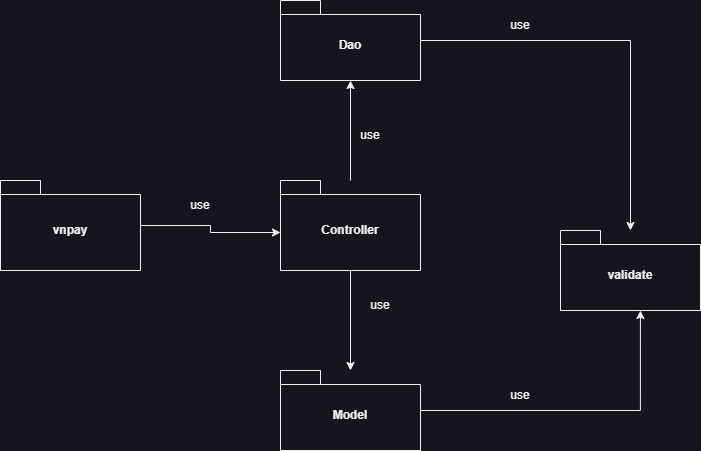 use
Dao
use
use
vnpay
Controller
validate
use
use
Model